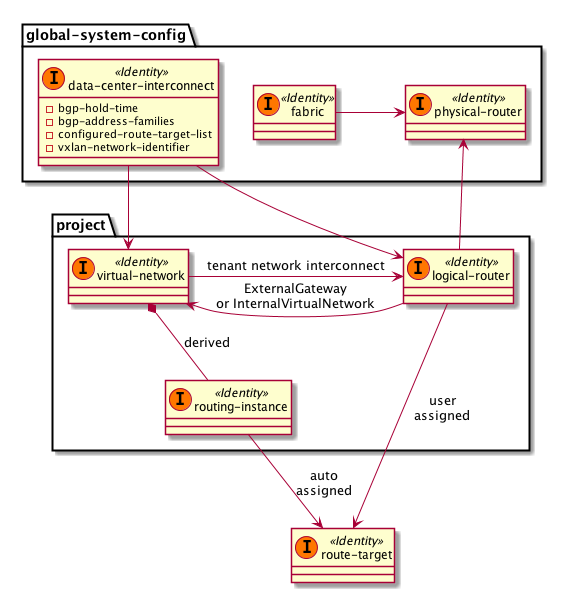 global-system-config
I «Identity»
data-center-interconnect
bgp-hold-time
bgp-address-families
configured-route-target-list
vxlan-network-identifier
I «Identity»
fabric
I «Identity»
physical-router
project
I «Identity»
virtual-network
tenant network interconnect
ExternalGateway
or InternalVirtualNetwork
I «Identity»
logical-router
derived
I «Identity»
routing-instance
user
assigned
auto
assigned
I «Identity»
route-target